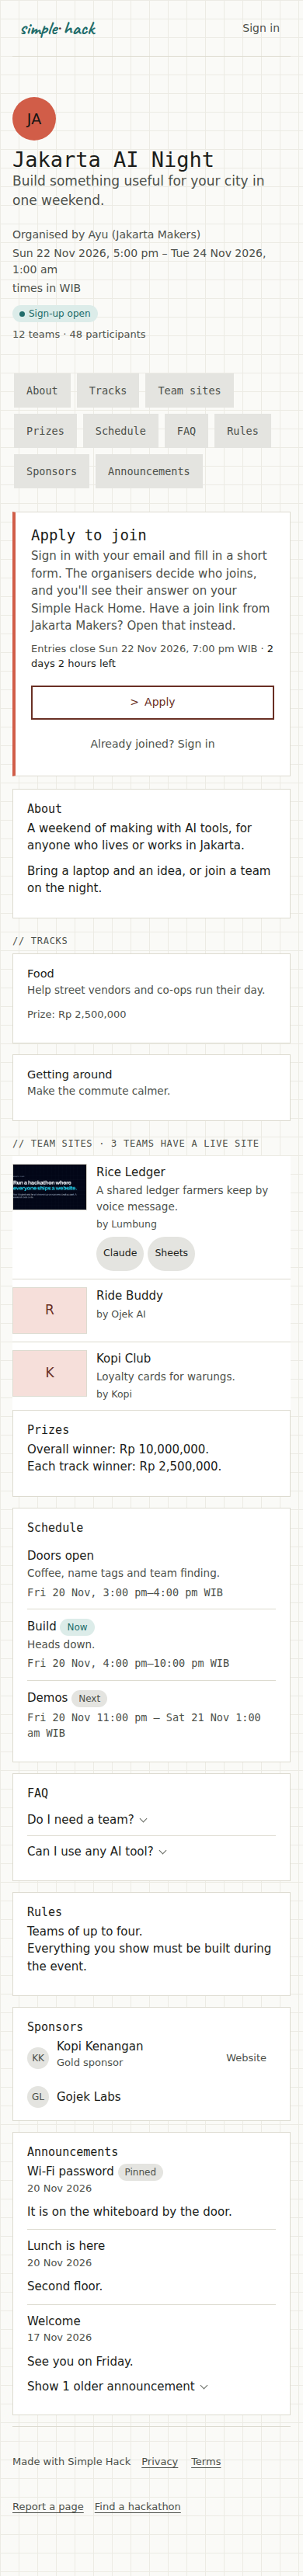 simple hack
Sign in
JA
Jakarta AI Night
Build something useful for your city in
one weekend.
Organised by Ayu (Jakarta Makers)
Sun 22 Nov 2026, 5:00 pm – Tue 24 Nov 2026,
1:00 am
times in WIB
Sign-up open
12 teams · 48 participants
About
Tracks
Team sites
Prizes
Schedule
FAQ
Rules
Sponsors
Announcements
Apply to join
Sign in with your email and fill in a short
form. The organisers decide who joins,
and you'll see their answer on your
Simple Hack Home. Have a join link from
Jakarta Makers? Open that instead.
Entries close Sun 22 Nov 2026, 7:00 pm WIB · 2
days 2 hours left
> Apply
Already joined? Sign in
About
A weekend of making with AI tools, for
anyone who lives or works in Jakarta.
Bring a laptop and an idea, or join a team
on the night.
// TRACKS
Food
Help street vendors and co-ops run their day.
Prize: Rp 2,500,000
Getting around
Make the commute calmer.
// TEAM SITES · 3 TEAMS HAVE A LIVE SITE
Run a hackathon where
everyone ships a website.
Rice Ledger
A shared ledger farmers keep by
voice message.
by Lumbung
Claude
Sheets
R
Ride Buddy
by Ojek AI
K
Kopi Club
Loyalty cards for warungs.
by Kopi
Prizes
Overall winner: Rp 10,000,000.
Each track winner: Rp 2,500,000.
Schedule
Doors open
Coffee, name tags and team finding.
Fri 20 Nov, 3:00 pm–4:00 pm WIB
Build Now
Heads down.
Fri 20 Nov, 4:00 pm–10:00 pm WIB
Demos Next
Fri 20 Nov 11:00 pm – Sat 21 Nov 1:00
am WIB
FAQ
Do I need a team?
Can I use any AI tool?
Rules
Teams of up to four.
Everything you show must be built during
the event.
Sponsors
KK
Kopi Kenangan
Gold sponsor
Website
GL
Gojek Labs
Announcements
Wi-Fi password Pinned
20 Nov 2026
It is on the whiteboard by the door.
Lunch is here
20 Nov 2026
Second floor.
Welcome
17 Nov 2026
See you on Friday.
Show 1 older announcement
Made with Simple Hack Privacy Terms
Report a page Find a hackathon